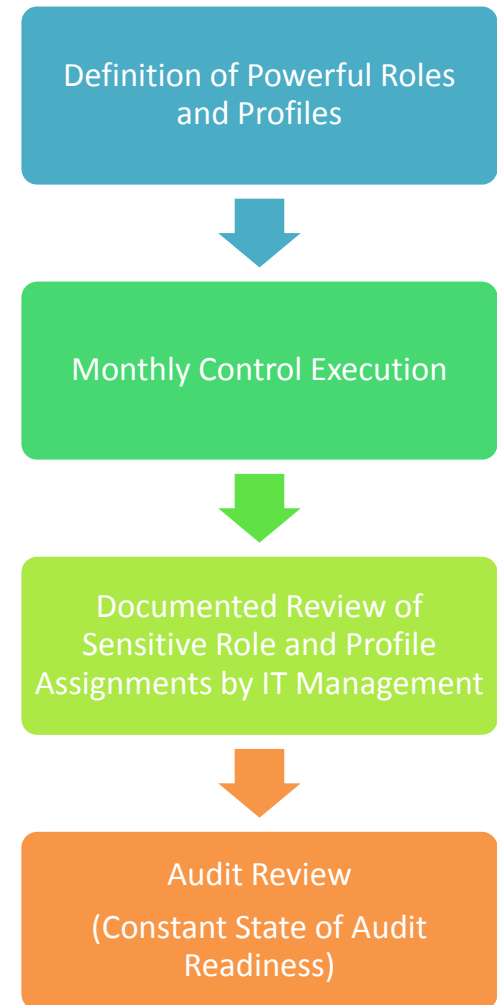 Definition of Powerful Roles
and Profiles
Monthly Control Execution
Documented Review of
Sensitive Role and Profile
Assignments by IT Management
Audit Review
(Constant State of Audit
Readiness)